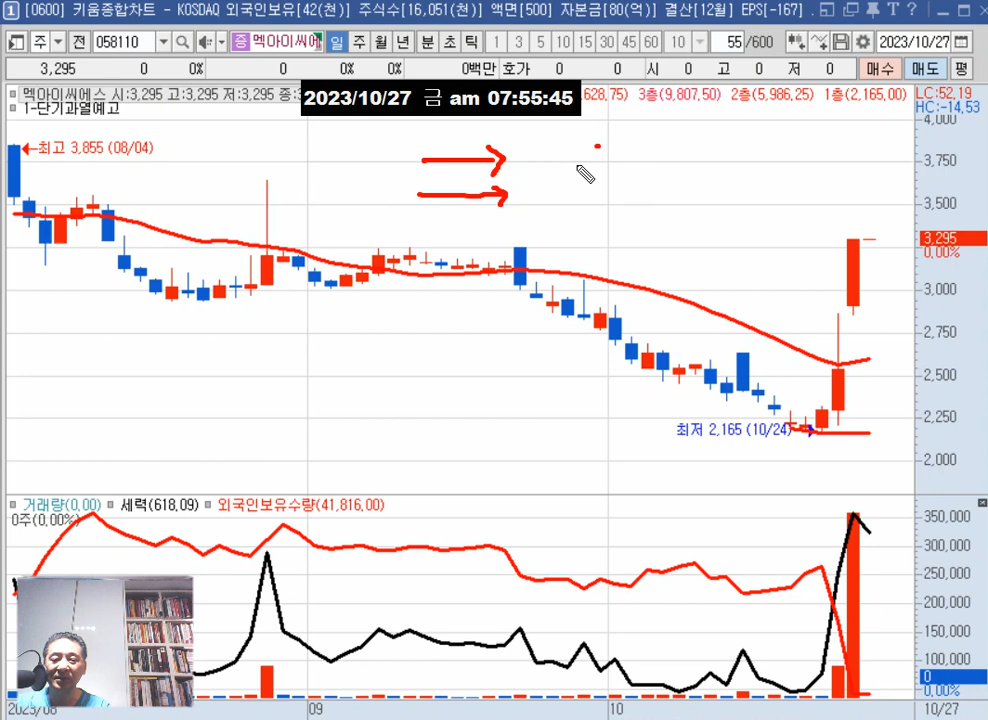 1 [0600] 키움종합차트 - KOSDAQ 외국인보유[42(천)] 주식수[16,051(천)] 액면[500] 자본금[80(억)] 결산[12월] EPS[-167] T ?
주 전 058110 증 멕아이씨에 일 주 월 년 분 초 틱 1 3 5 10 15 30 45 60 10 55 /600 2023/10/27
3,295 0 0% 0 0% 0% 0백만 호가 0 0 시 0 고 0 저 0 매수 매도 평
멕아이씨에스 시:3,295 고:3,295 저:3,295 종:3 628,75) 3층(9,807,50) 2층(5,986,25) 1층(2,165,00) LC:52,19
2023/10/27 금 am 07:55:45
1-단기과열예고 HC:-14,53
4,000
최고 3,855 (08/04)
3,750
3,500
3,295
0,00%
3,000
2,750
2,500
2,250
최저 2,165 (10/24)
2,000
거래량(0,00) 세력(618,09) 외국인보유수량(41,816,00)
0주(0,00%)
350,000
300,000
250,000
200,000
150,000
100,000
0
0,00%
2023/08 09 10 10/27